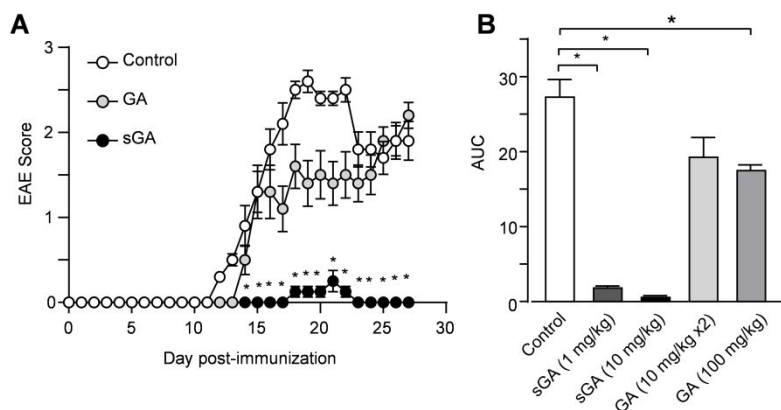 A
EAE Score
3
2
1
0
Control
GA
sGA
* * * * * * * * * * * * * *
0 5 10 15 20 25 30
Day post-immunization
B
AUC
30
20
10
0
*
*
*
Control
sGA (1 mg/kg)
sGA (10 mg/kg)
GA (10 mg/kg x2)
GA (100 mg/kg)